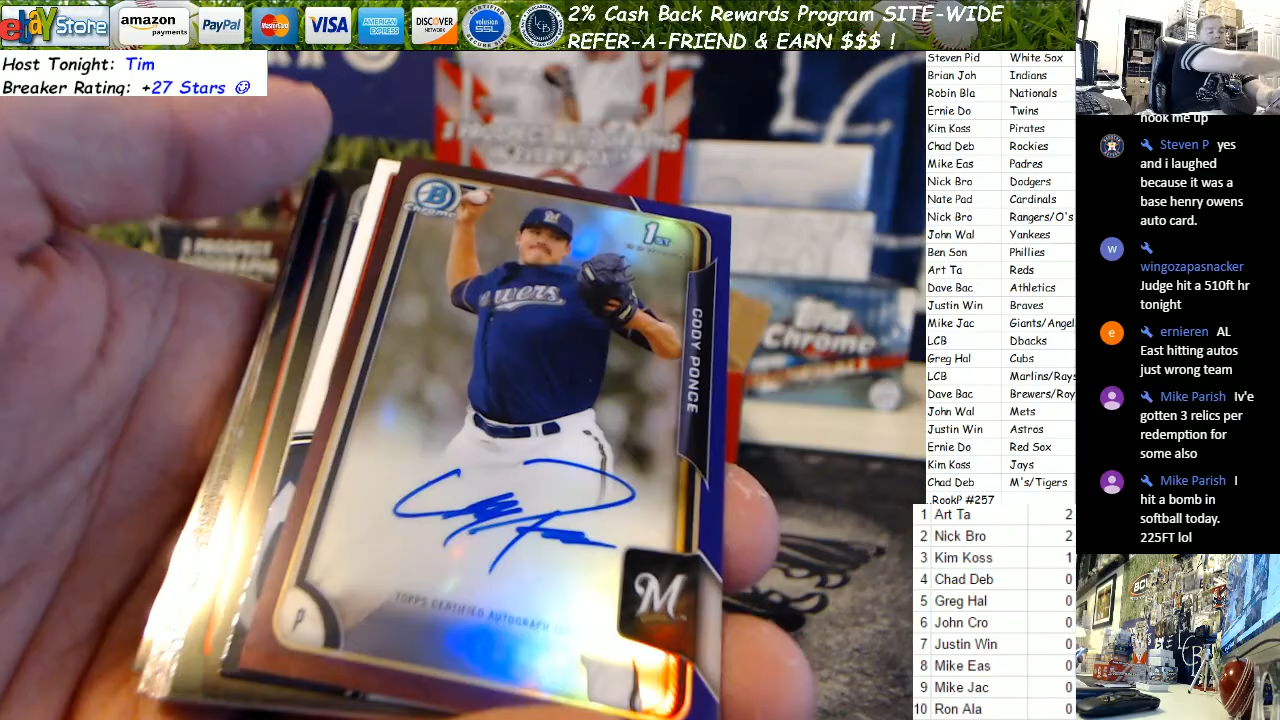 ebay Store
amazon payments
PayPal
MasterCard
VISA
AMERICAN EXPRESS
DISCOVER
volusion SSL
LCB
2% Cash Back Rewards Program SITE-WIDE
REFER-A-FRIEND & EARN $$$ !
Host Tonight: Tim
Breaker Rating: +27 Stars
B
Chrome
1ST
Brewers
CODY PONCE
TOPPS CERTIFIED AUTOGRAPH
P
M
Chrome
Steven Pid White Sox
Brian Joh Indians
Robin Bla Nationals
Ernie Do Twins
Kim Koss Pirates
Chad Deb Rockies
Mike Eas Padres
Nick Bro Dodgers
Nate Pad Cardinals
Nick Bro Rangers/O's
John Wal Yankees
Ben Son Phillies
Art Ta Reds
Dave Bac Athletics
Justin Win Braves
Mike Jac Giants/Angel
LCB Dbacks
Greg Hal Cubs
LCB Marlins/Rays
Dave Bac Brewers/Roy
John Wal Mets
Justin Win Astros
Ernie Do Red Sox
Kim Koss Jays
Chad Deb M's/Tigers
RookP #257
1 Art Ta 2
2 Nick Bro 2
3 Kim Koss 1
4 Chad Deb 0
5 Greg Hal 0
6 John Cro 0
7 Justin Win 0
8 Mike Eas 0
9 Mike Jac 0
10 Ron Ala 0
hook me up
Steven P yes
and i laughed
because it was a
base henry owens
auto card.
w
wingozapasnacker
Judge hit a 510ft hr
tonight
e
ernieren AL
East hitting autos
just wrong team
Mike Parish Iv'e
gotten 3 relics per
redemption for
some also
Mike Parish I
hit a bomb in
softball today.
225FT lol